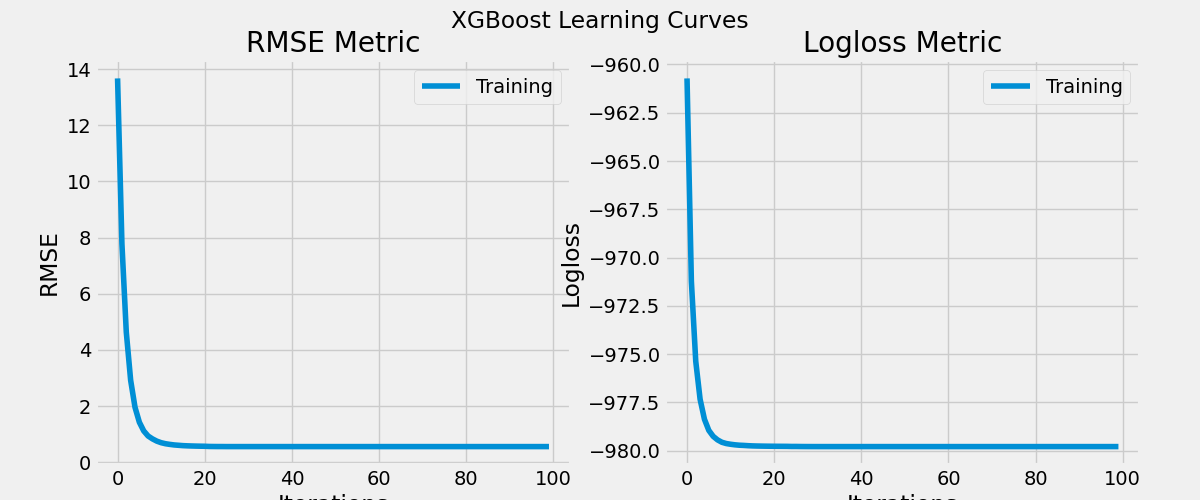 XGBoost Learning Curves
RMSE Metric
Training
RMSE
14
12
10
8
6
4
2
0
0 20 40 60 80 100
Iterations
Logloss Metric
Training
Logloss
−960.0
−962.5
−965.0
−967.5
−970.0
−972.5
−975.0
−977.5
−980.0
0 20 40 60 80 100
Iterations